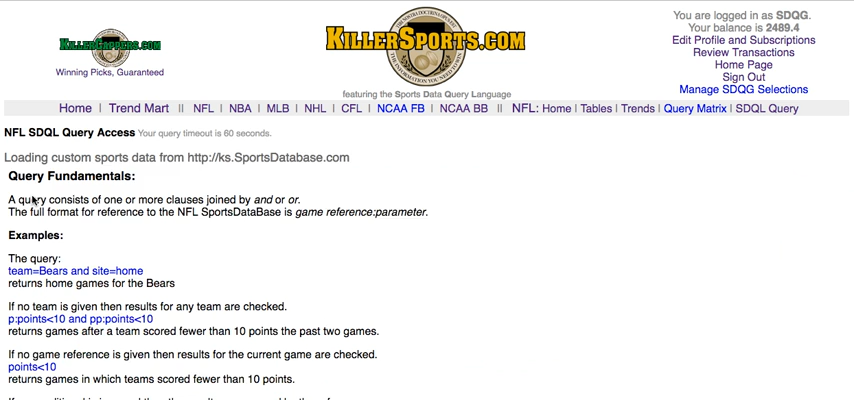 KILLERCAPPERS.COM
Winning Picks, Guaranteed
KILLERSPORTS.COM
featuring the Sports Data Query Language
You are logged in as SDQG.
Your balance is 2489.4
Edit Profile and Subscriptions
Review Transactions
Home Page
Sign Out
Manage SDQG Selections
Home | Trend Mart || NFL | NBA | MLB | NHL | CFL | NCAA FB | NCAA BB || NFL: Home | Tables | Trends | Query Matrix | SDQL Query
NFL SDQL Query Access Your query timeout is 60 seconds.
Loading custom sports data from http://ks.SportsDatabase.com
Query Fundamentals:
A query consists of one or more clauses joined by and or or.
The full format for reference to the NFL SportsDataBase is game reference:parameter.
Examples:
The query:
team=Bears and site=home
returns home games for the Bears
If no team is given then results for any team are checked.
p:points<10 and pp:points<10
returns games after a team scored fewer than 10 points the past two games.
If no game reference is given then results for the current game are checked.
points<10
returns games in which teams scored fewer than 10 points.